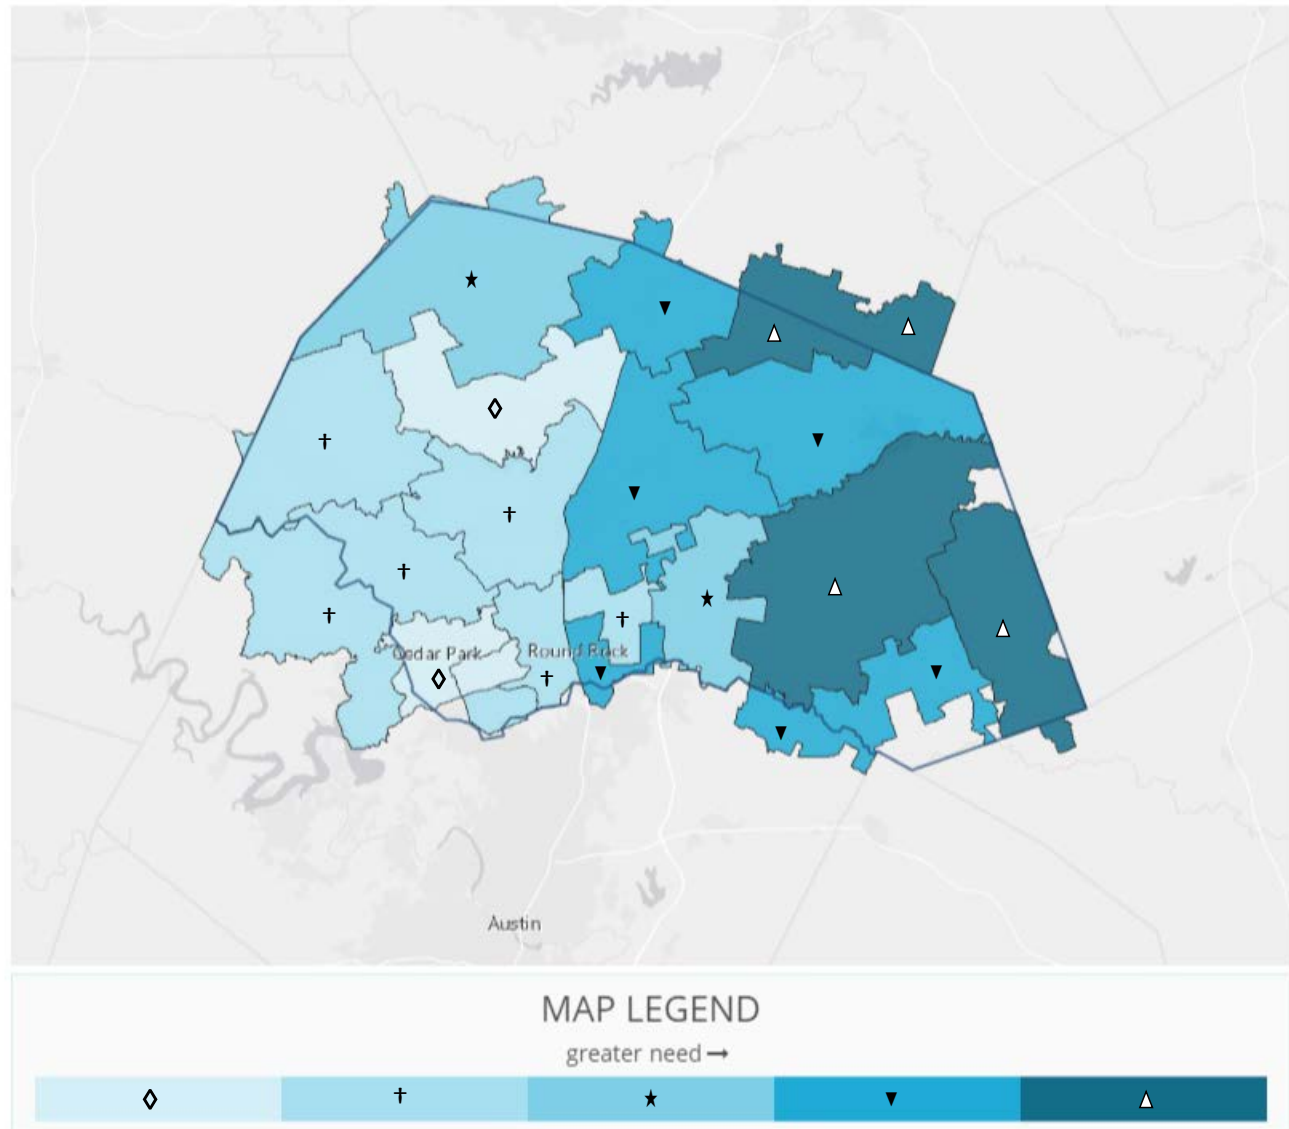 Cedar Park
Round Rock
Austin
MAP LEGEND
greater need →